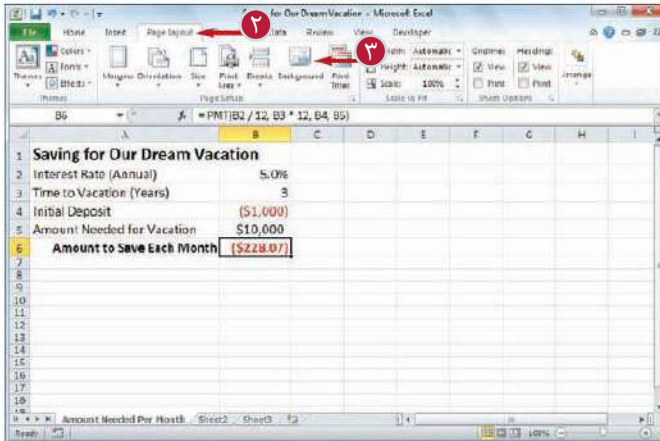 for Our Dream Vacation - Microsoft Excel
File Home Insert Page Layout Data Review View Developer
٢
٣
Colors Width: Automatic Gridlines Headings
Fonts Height: Automatic View View
Themes Effects Margins Orientation Size Print Area Breaks Background Print Titles Scale: 100% Print Print Arrange
Themes Page Setup Scale to Fit Sheet Options
B6 fx =PMT(B2 / 12, B3 * 12, B4, B5)
A B C D E F G H I
1 Saving for Our Dream Vacation
2 Interest Rate (Annual) 5.0%
3 Time to Vacation (Years) 3
4 Initial Deposit ($1,000)
5 Amount Needed for Vacation $10,000
6 Amount to Save Each Month ($228.07)
7
8
9
10
11
12
13
14
15
16
17
18
19
Amount Needed Per Month Sheet2 Sheet3
Ready 100%